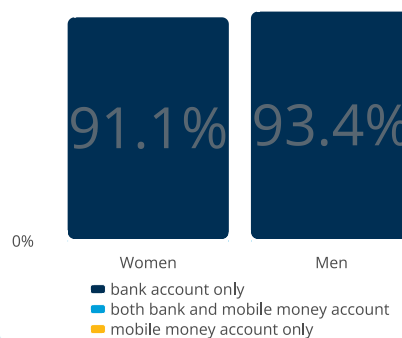 91.1% 93.4%
0%
Women Men
bank account only
both bank and mobile money account
mobile money account only